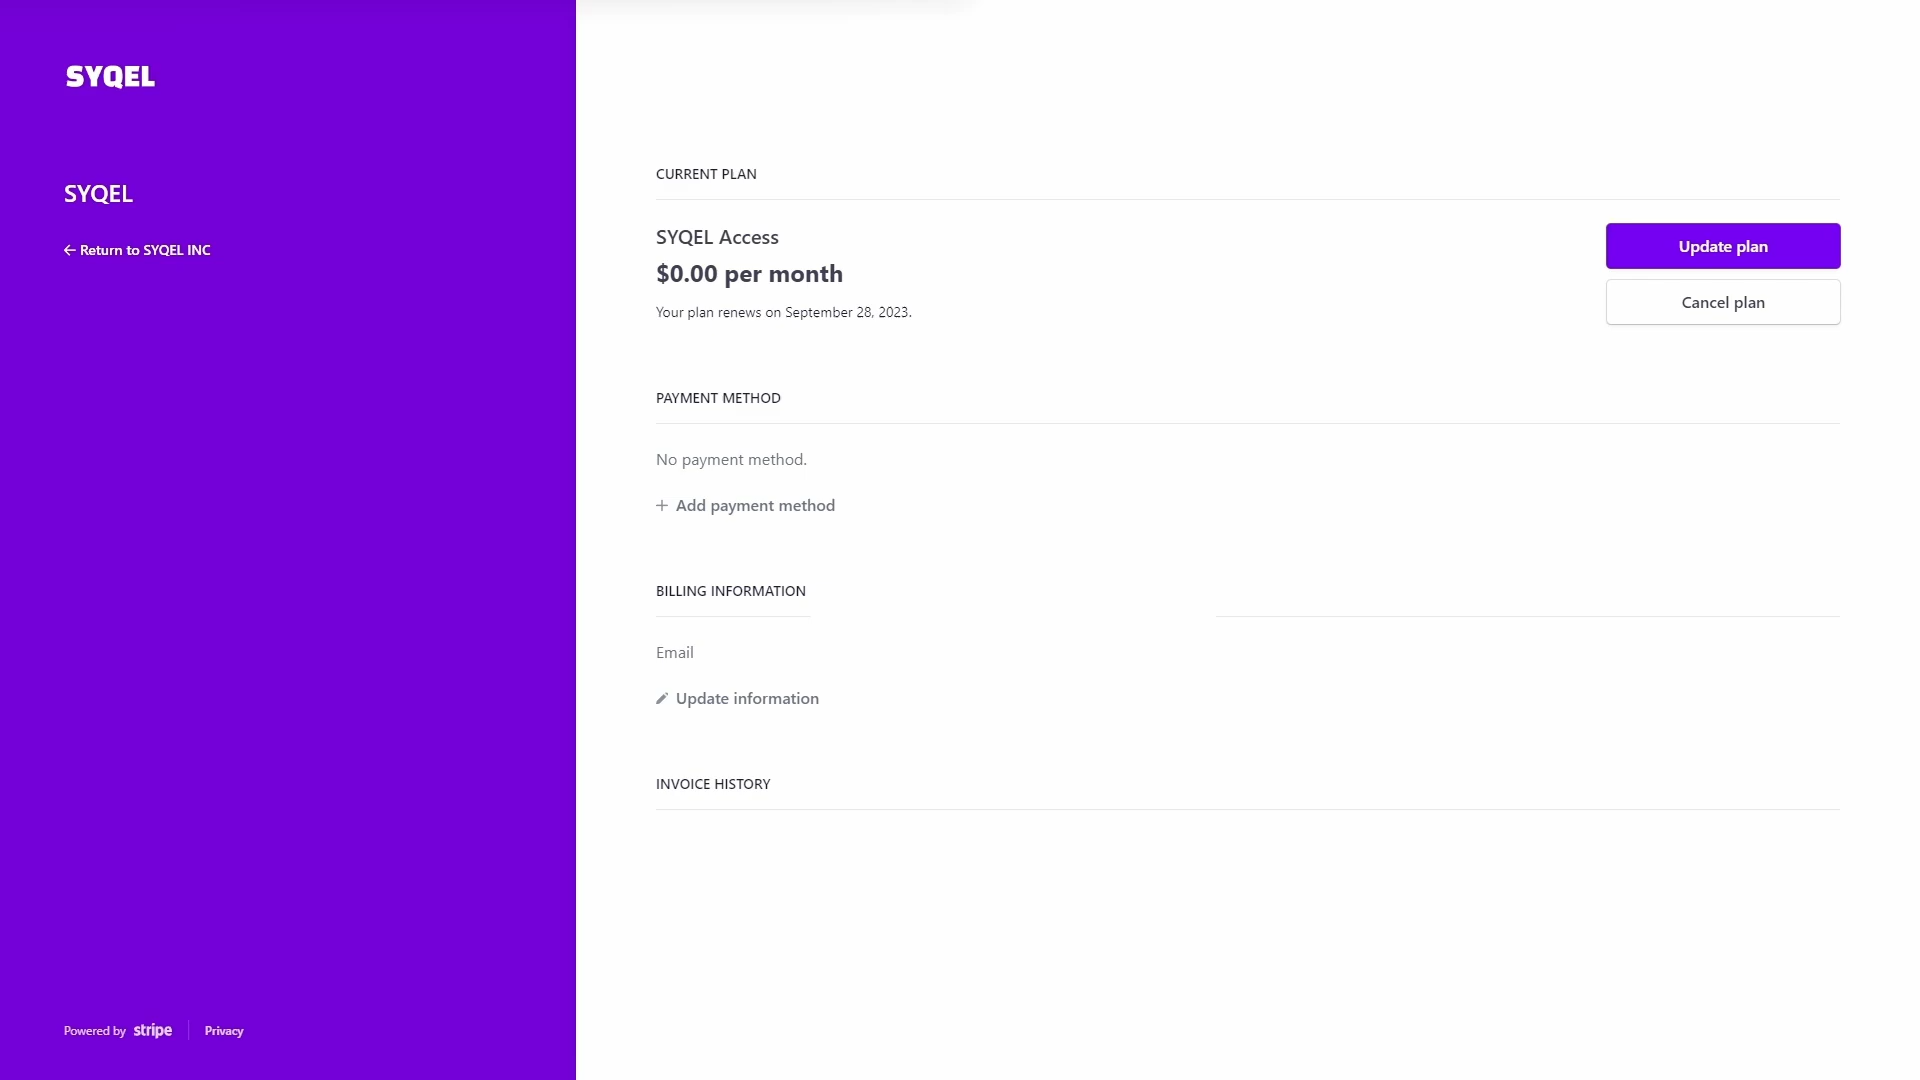 SYQEL
SYQEL
Return to SYQEL INC
CURRENT PLAN
SYQEL Access
$0.00 per month
Your plan renews on September 28, 2023.
Update plan
Cancel plan
PAYMENT METHOD
No payment method.
Add payment method
BILLING INFORMATION
Email
Update information
INVOICE HISTORY
Powered by stripe
Privacy